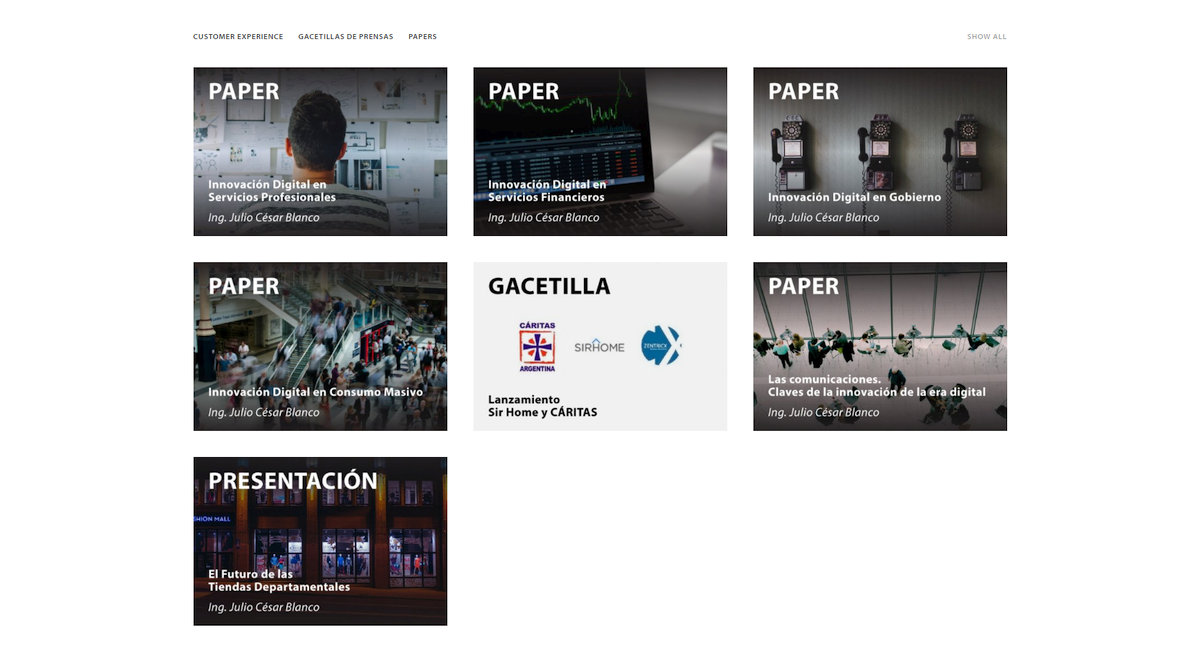 CUSTOMER EXPERIENCE GACETILLAS DE PRENSAS PAPERS SHOW ALL
PAPER
Innovación Digital en
Servicios Profesionales
Ing. Julio César Blanco
PAPER
Innovación Digital en
Servicios Financieros
Ing. Julio César Blanco
PAPER
Innovación Digital en Gobierno
Ing. Julio César Blanco
PAPER
Innovación Digital en Consumo Masivo
Ing. Julio César Blanco
GACETILLA
CÁRITAS
ARGENTINA
SIRHOME
ZENTRICX
Lanzamiento
Sir Home y CÁRITAS
PAPER
Las comunicaciones.
Claves de la innovación de la era digital
Ing. Julio César Blanco
PRESENTACIÓN
SHION MALL
El Futuro de las
Tiendas Departamentales
Ing. Julio César Blanco